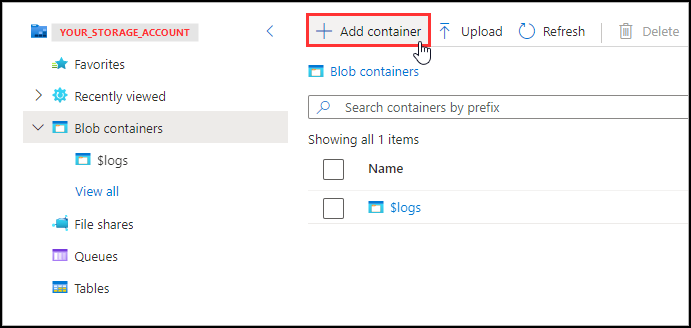 YOUR_STORAGE_ACCOUNT
Favorites
Recently viewed
Blob containers
$logs
View all
File shares
Queues
Tables
Add container Upload Refresh Delete
Blob containers
Search containers by prefix
Showing all 1 items
Name
$logs